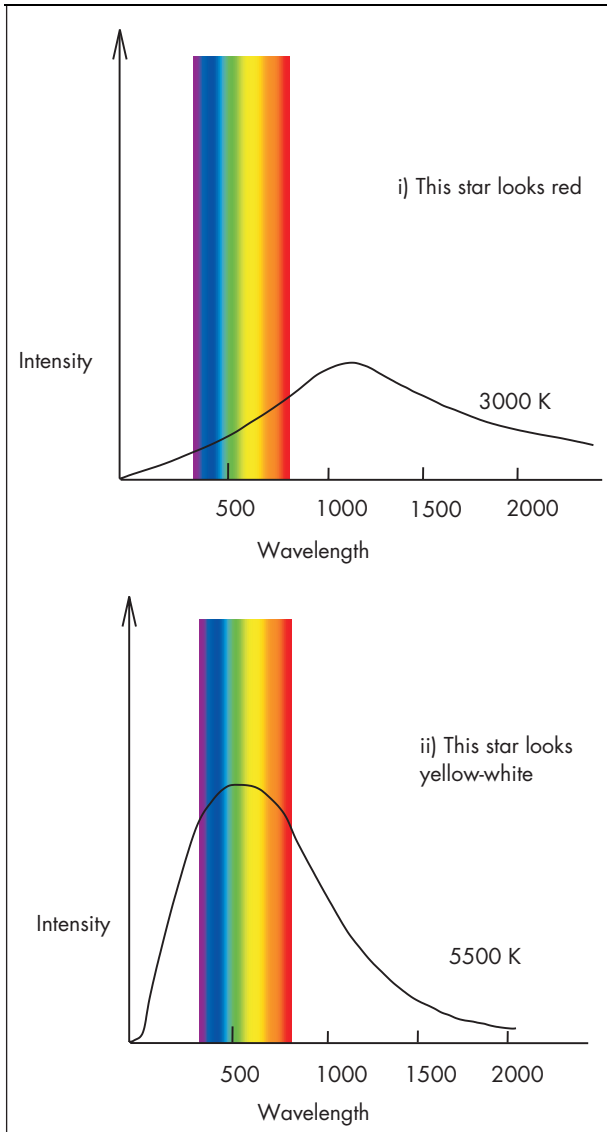 i) This star looks red
Intensity
3000 K
500 1000 1500 2000
Wavelength
ii) This star looks
yellow-white
Intensity
5500 K
500 1000 1500 2000
Wavelength